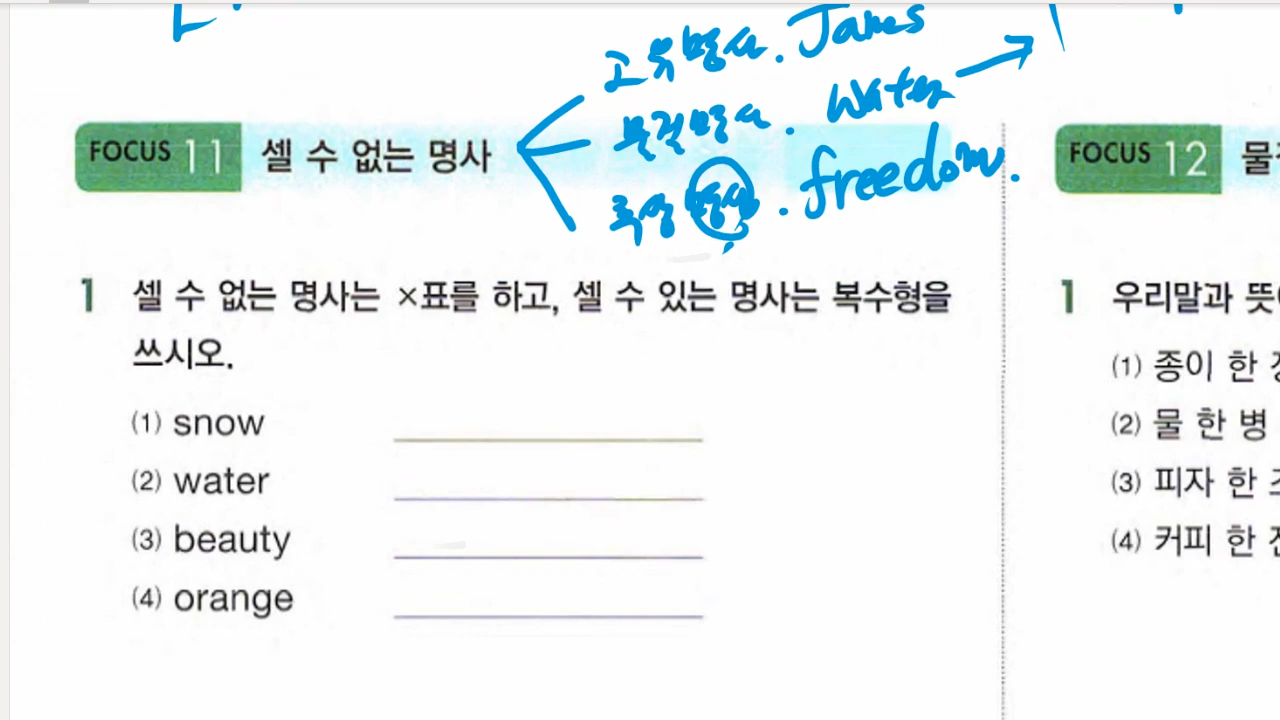 고유명사. James
물질명사. Water
추상명사. freedom.
FOCUS 11 셀 수 없는 명사
1 셀 수 없는 명사는 ×표를 하고, 셀 수 있는 명사는 복수형을
쓰시오.
(1) snow
(2) water
(3) beauty
(4) orange
FOCUS 12
1 우리말과
(1) 종이 한
(2) 물 한 병
(3) 피자 한
(4) 커피 한